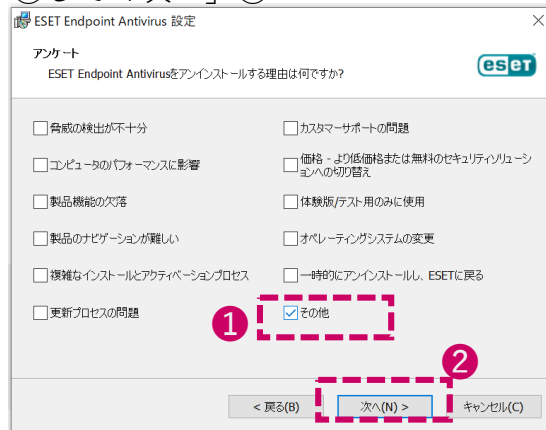 ESET Endpoint Antivirus 設定
アンケート
ESET Endpoint Antivirusをアンインストールする理由は何ですか?
eset
脅威の検出が不十分
カスタマーサポートの問題
コンピュータのパフォーマンスに影響
価格 - より低価格または無料のセキュリティソリューシ
ョンへの切り替え
製品機能の欠落
体験版/テスト用のみに使用
製品のナビゲーションが難しい
オペレーティングシステムの変更
複雑なインストールとアクティベーションプロセス
一時的にアンインストールし、ESETに戻る
更新プロセスの問題
1
その他
2
< 戻る(B)
次へ(N) >
キャンセル(C)